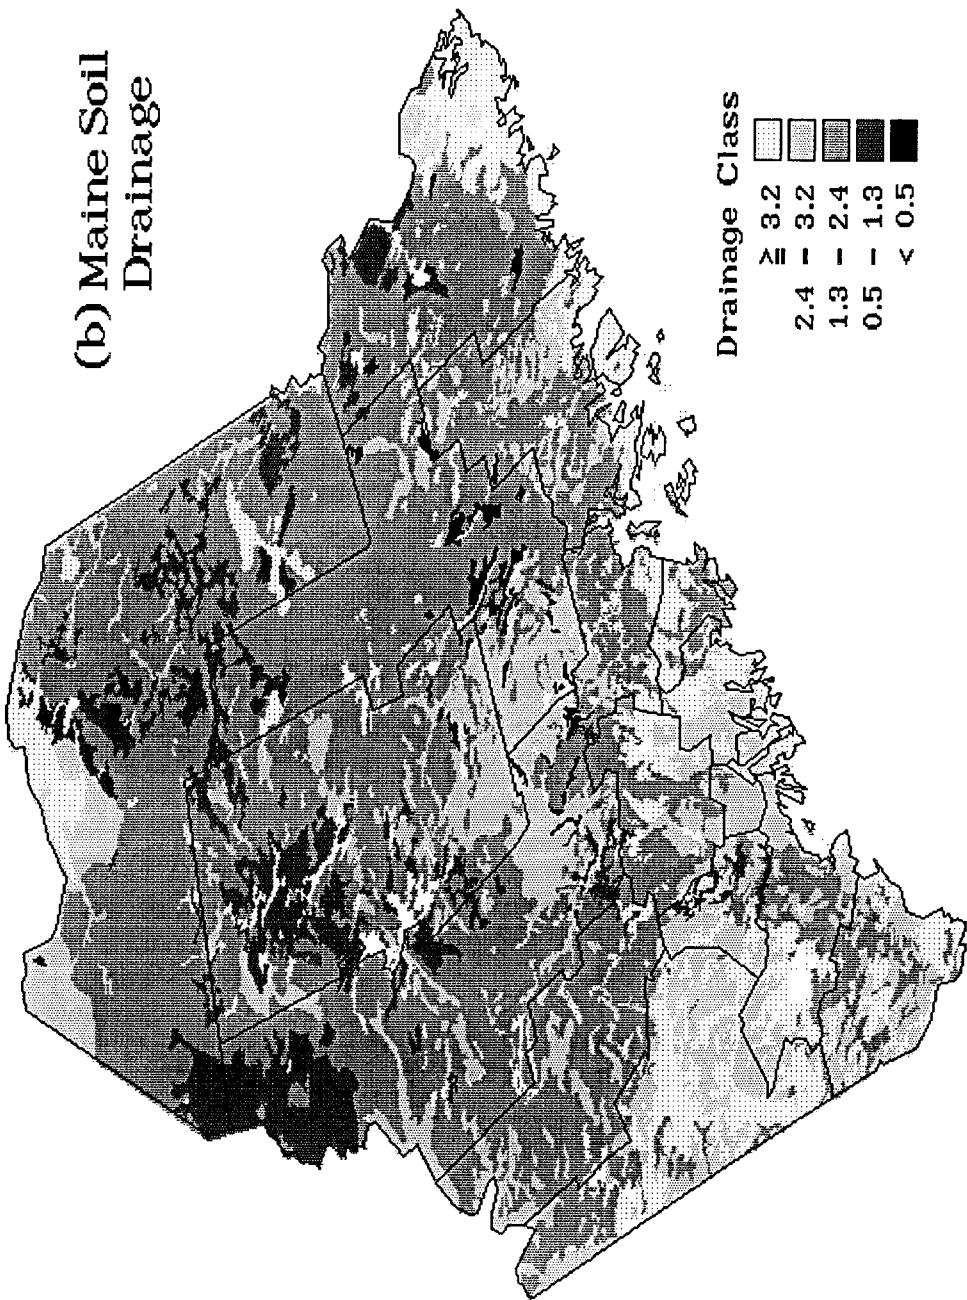 (b) Maine Soil
Drainage
Drainage Class
≥ 3.2
2.4 - 3.2
1.3 - 2.4
0.5 - 1.3
< 0.5